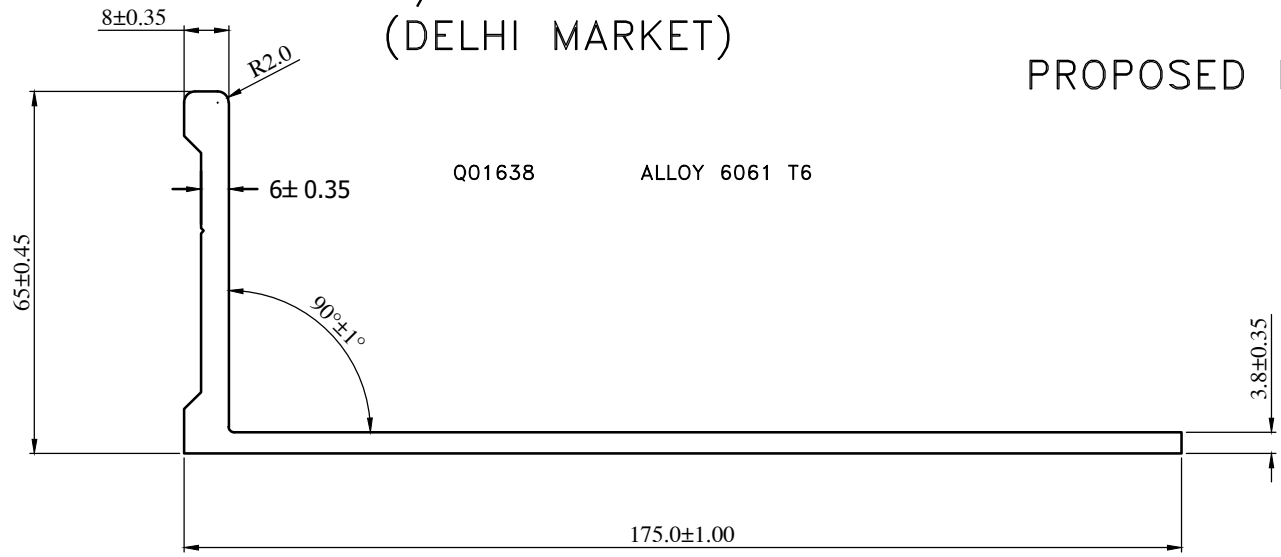 8±0.35
(DELHI MARKET)
R2.0
PROPOSED
Q01638 ALLOY 6061 T6
6± 0.35
65±0.45
90°±1°
3.8±0.35
175.0±1.00